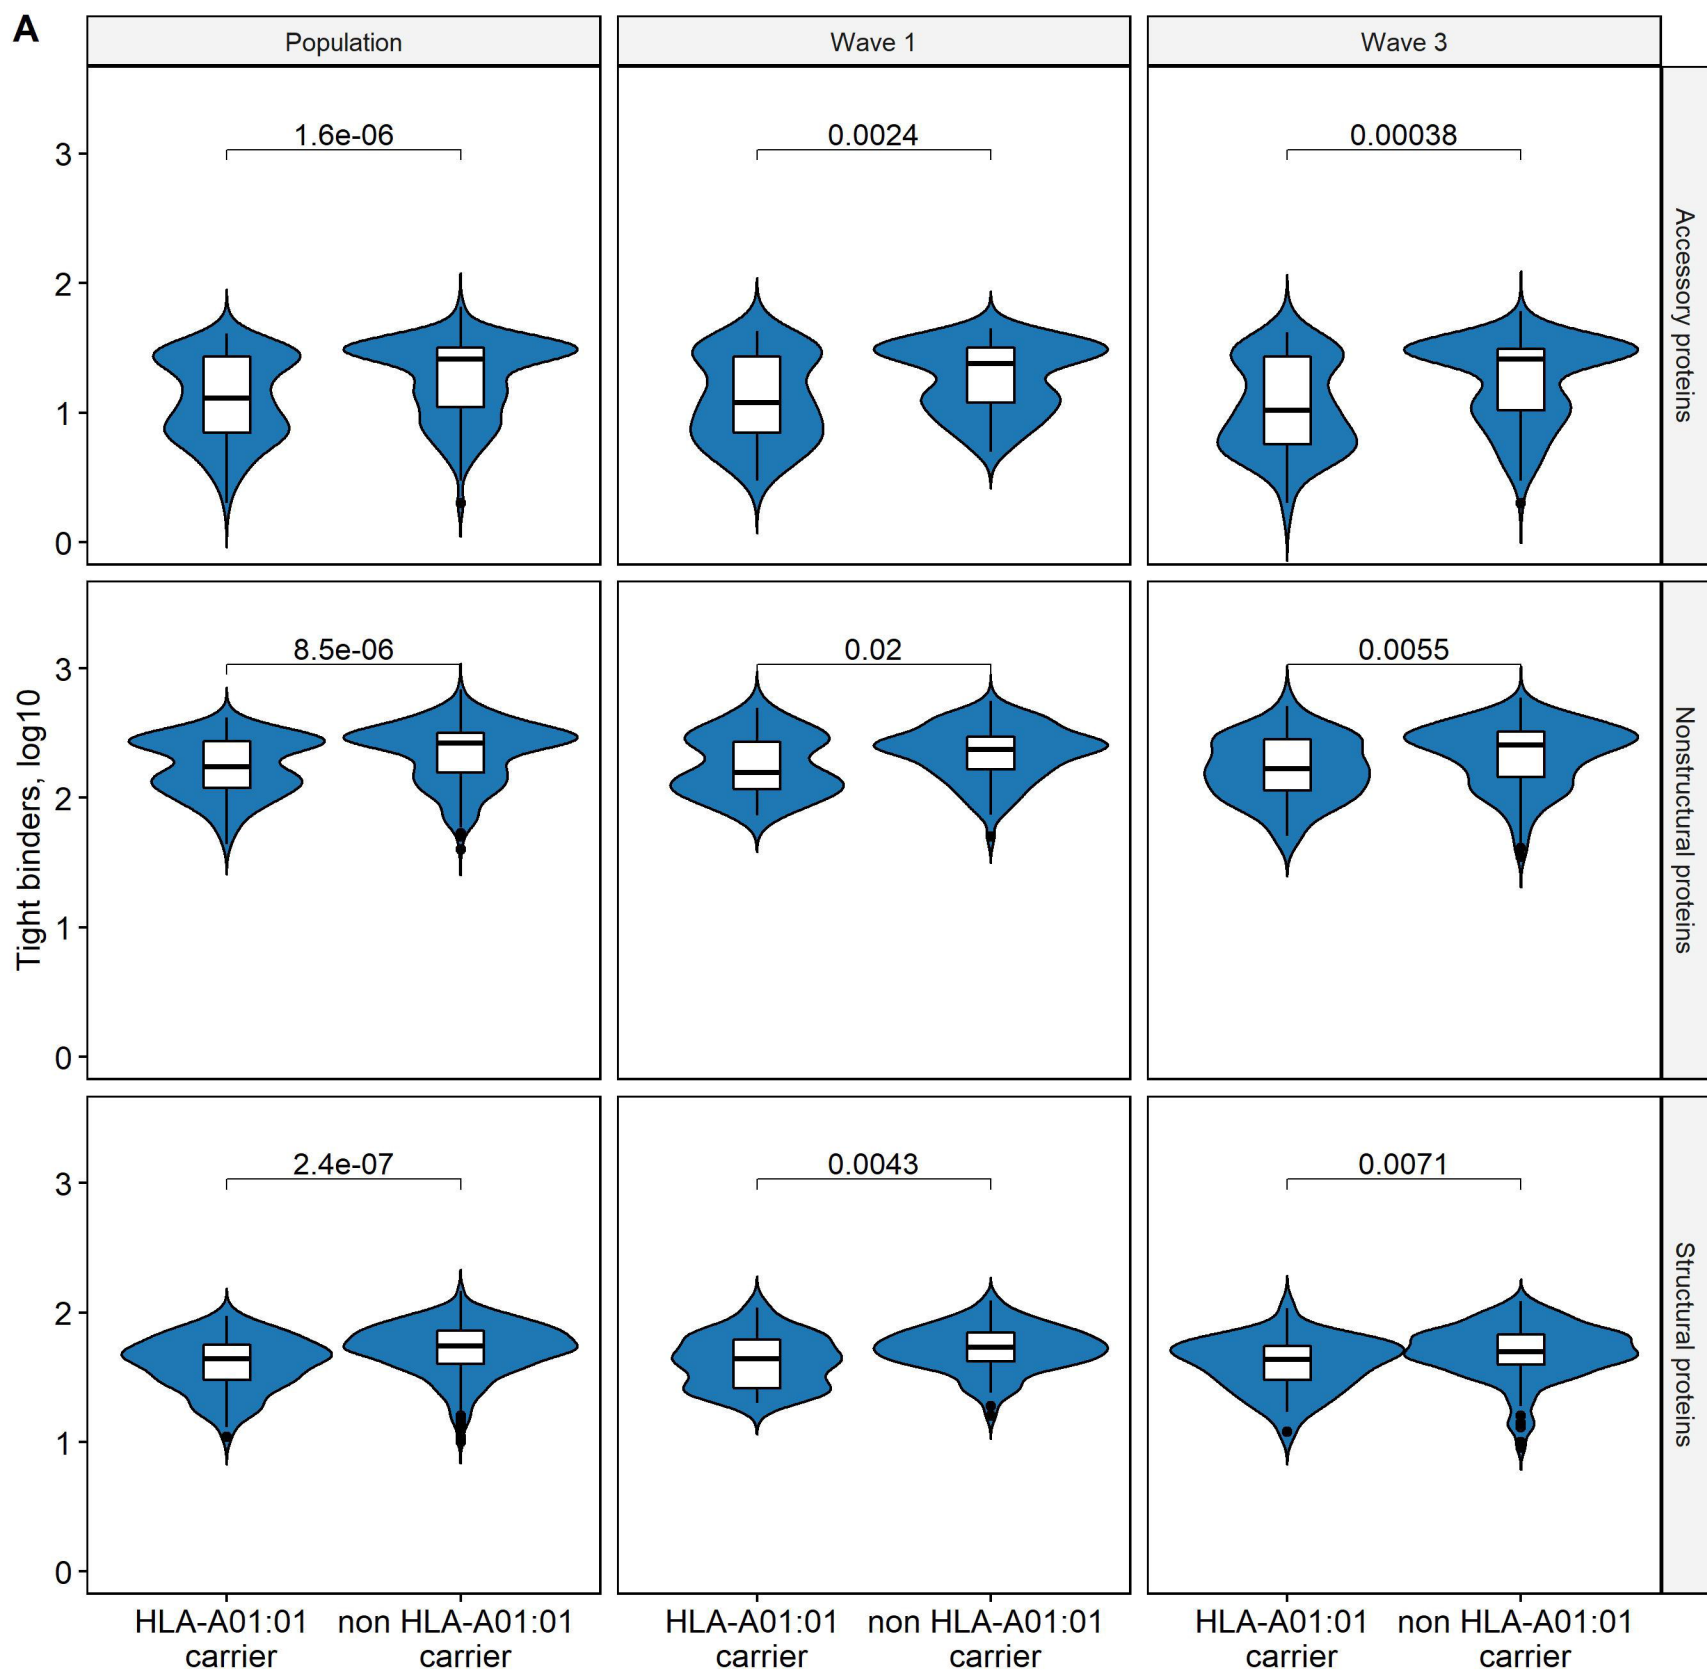 A
Population
Wave 1
Wave 3
1.6e-06
0.0024
0.00038
3
2
1
0
Accessory proteins
8.5e-06
0.02
0.0055
3
2
1
0
Nonstructural proteins
Tight binders, log10
2.4e-07
0.0043
0.0071
3
2
1
0
Structural proteins
HLA-A01:01
carrier
non HLA-A01:01
carrier
HLA-A01:01
carrier
non HLA-A01:01
carrier
HLA-A01:01
carrier
non HLA-A01:01
carrier